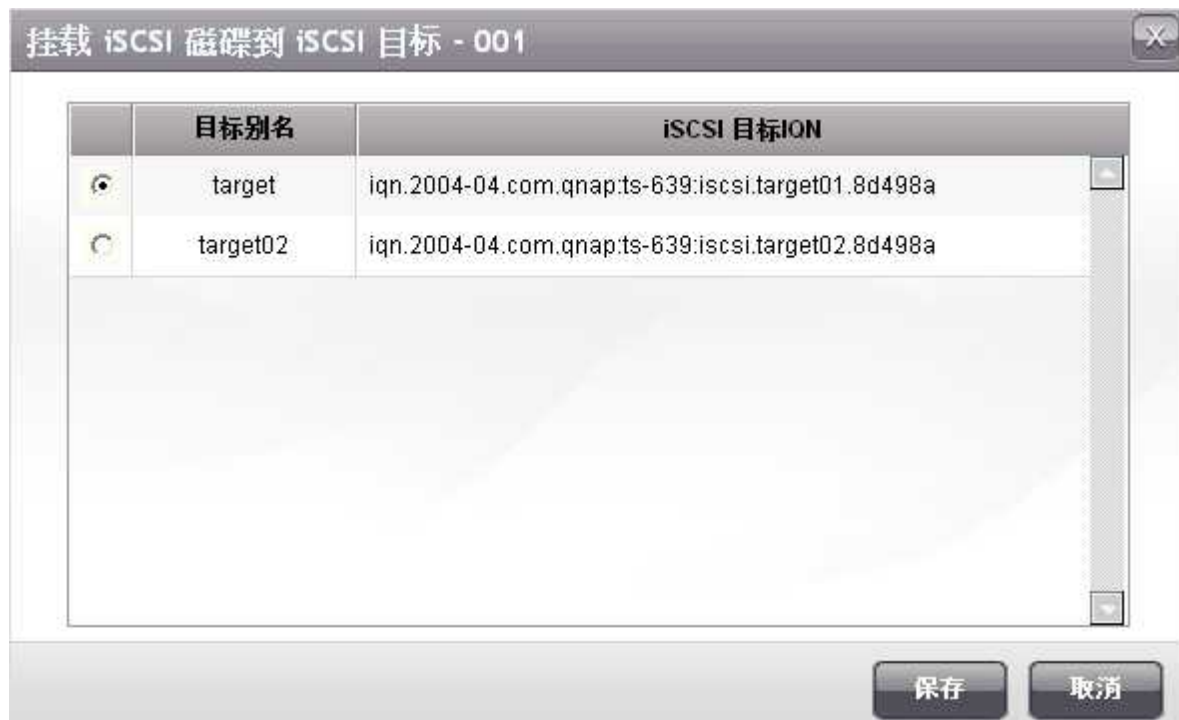 挂载 iSCSI 磁碟到 iSCSI 目标 - 001
目标别名 iSCSI 目标IQN
target iqn.2004-04.com.qnap:ts-639:iscsi.target01.8d498a
target02 iqn.2004-04.com.qnap:ts-639:iscsi.target02.8d498a
保存 取消